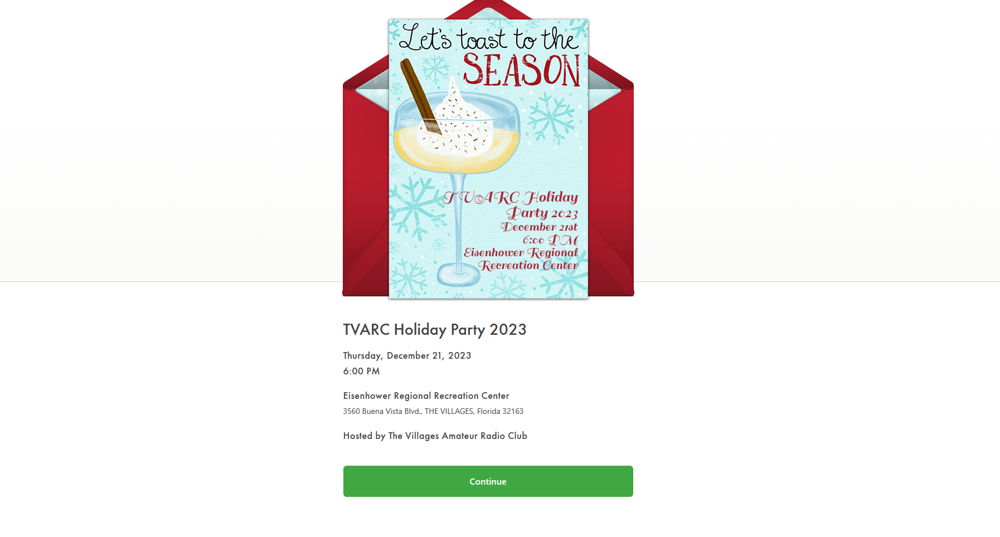 Let's toast to the
SEASON
TVARC Holiday
Party 2023
December 21st
6:00 PM
Eisenhower Regional
Recreation Center
TVARC Holiday Party 2023
Thursday, December 21, 2023
6:00 PM
Eisenhower Regional Recreation Center
3560 Buena Vista Blvd., THE VILLAGES, Florida 32163
Hosted by The Villages Amateur Radio Club
Continue